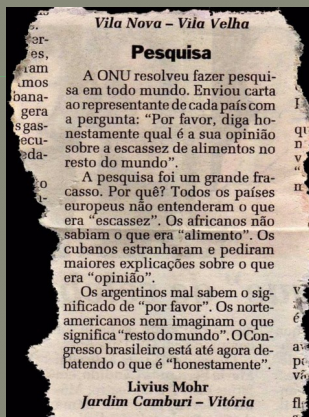 Vila Nova – Vila Velha
Pesquisa
A ONU resolveu fazer pesqui-
sa em todo mundo. Enviou carta
ao representante de cada país com
a pergunta: “Por favor, diga ho-
nestamente qual é a sua opinião
sobre a escassez de alimentos no
resto do mundo”.
A pesquisa foi um grande fra-
casso. Por quê? Todos os países
europeus não entenderam o que
era “escassez”. Os africanos não
sabiam o que era “alimento”. Os
cubanos estranharam e pediram
maiores explicações sobre o que
era “opinião”.
Os argentinos mal sabem o sig-
nificado de “por favor”. Os norte-
americanos nem imaginam o que
significa “resto do mundo”. O Con-
gresso brasileiro está até agora de-
batendo o que é “honestamente”.
Livius Mohr
Jardim Camburi – Vitória